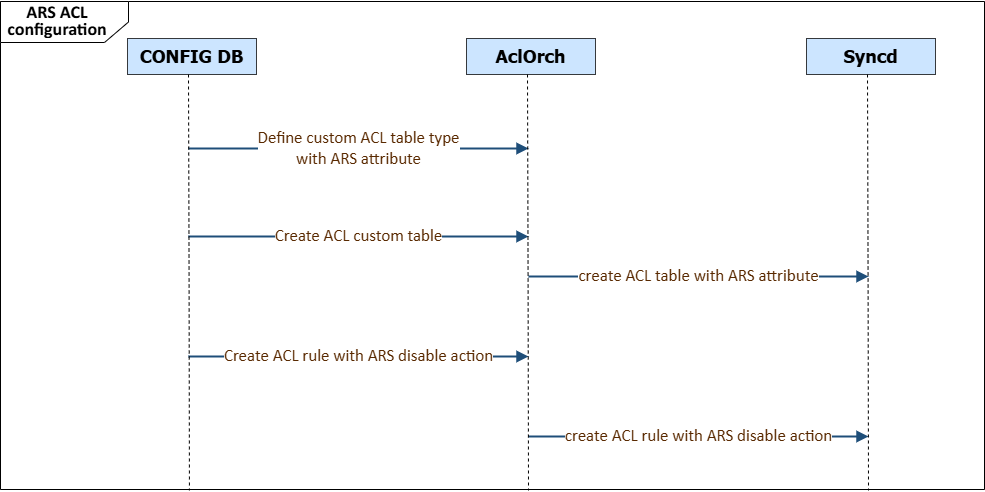 ARS ACL
configuration
CONFIG DB
AclOrch
Syncd
Define custom ACL table type
with ARS attribute
Create ACL custom table
create ACL table with ARS attribute
Create ACL rule with ARS disable action
create ACL rule with ARS disable action